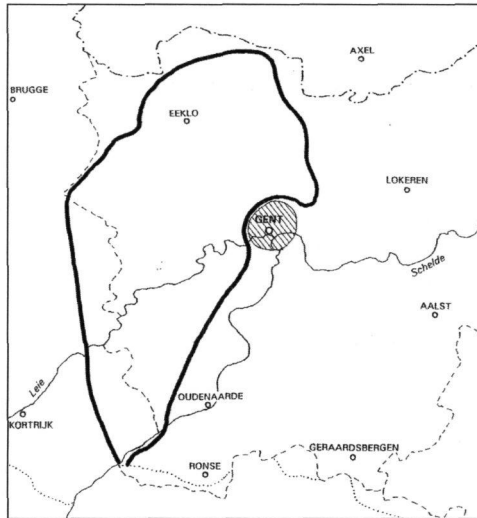 AXEL
BRUGGE
EEKLO
LOKEREN
GENT
Schelde
AALST
Leie
OUDENAARDE
KORTRIJK
GERAARDSBERGEN
RONSE